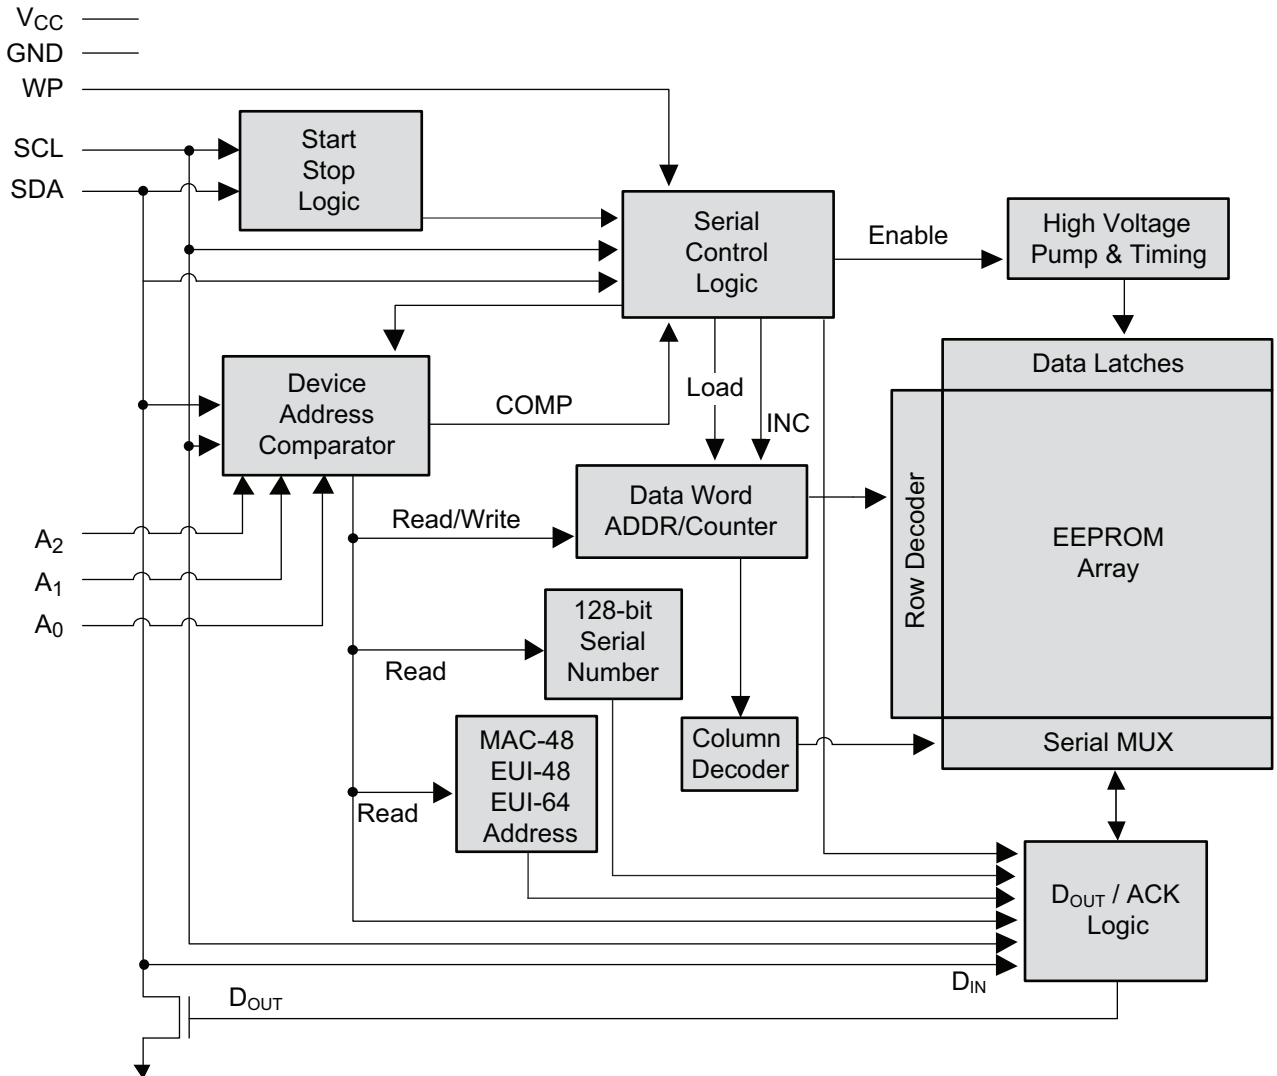 VCC
GND
WP
SCL
SDA
Start
Stop
Logic
Serial
Control
Logic
Enable
High Voltage
Pump & Timing
Data Latches
Device
Address
Comparator
COMP
Load
INC
Data Word
ADDR/Counter
Read/Write
Row Decoder
EEPROM
Array
A2
A1
A0
128-bit
Serial
Number
Read
MAC-48
EUI-48
EUI-64
Address
Read
Column
Decoder
Serial MUX
DOUT / ACK
Logic
DIN
DOUT